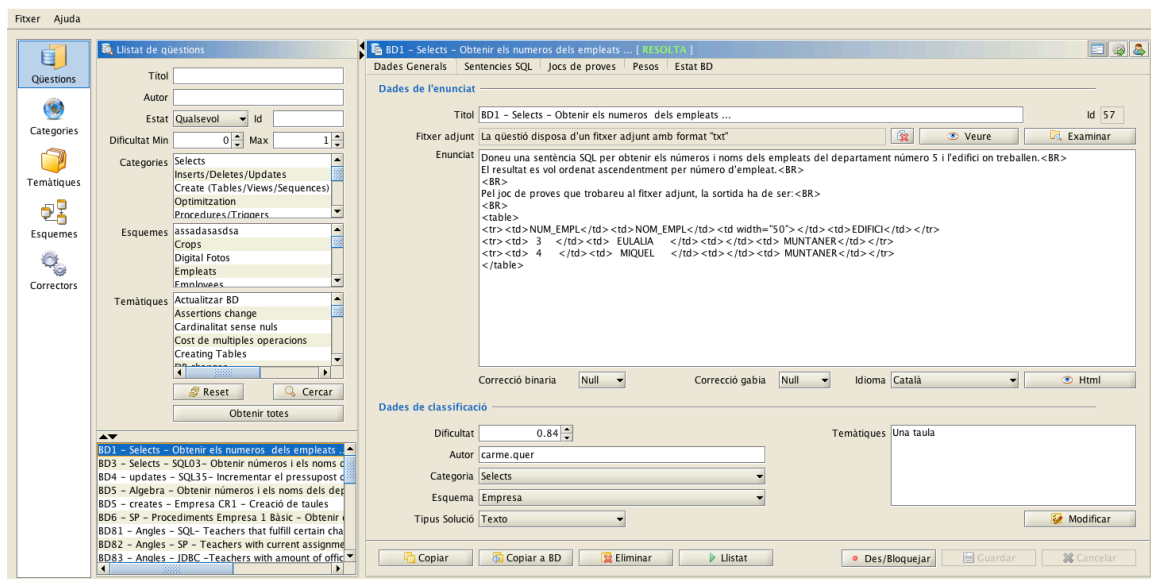 Fitxer Ajuda
Qüestions
Categories
Temàtiques
Esquemes
Correctors
Llistat de qüestions
Títol
Autor
Estat Qualsevol Id
Dificultat Min 0 Max 1
Categories Selects
Inserts/Deletes/Updates
Create (Tables/Views/Sequences)
Optimitzation
Procedures/Triggers
Esquemes assadasasdsa
Crops
Digital Fotos
Empleats
Employees
Temàtiques Actualitzar BD
Assertions change
Cardinalitat sense nuls
Cost de multiples operacions
Creating Tables
DB changes
Reset Cercar
Obtenir totes
BD1 - Selects - Obtenir els numeros dels empleats ..
BD3 - Selects - SQL03- Obtenir números i els noms d
BD4 - updates - SQL35- Incrementar el pressupost d
BD5 - Algebra - Obtenir números i els noms dels dep
BD5 - creates - Empresa CR1 - Creació de taules
BD6 - SP - Procediments Empresa 1 Bàsic - Obtenir
BD81 - Angles - SQL- Teachers that fulfill certain cha
BD82 - Angles - SP - Teachers with current assignme
BD83 - Angles - JDBC -Teachers with amount of offic
BD1 - Selects - Obtenir els numeros dels empleats ... [ RESOLTA ]
Dades Generals Sentencies SQL Jocs de proves Pesos Estat BD
Dades de l'enunciat
Titol BD1 - Selects - Obtenir els numeros dels empleats ... Id 57
Fitxer adjunt La qüestió disposa d'un fitxer adjunt amb format "txt" Veure Examinar
Enunciat Doneu una sentència SQL per obtenir els números i noms dels empleats del departament número 5 i l'edifici on treballen.<BR>
El resultat es vol ordenat ascendentment per número d'empleat.<BR>
<BR>
Pel joc de proves que trobareu al fitxer adjunt, la sortida ha de ser:<BR>
<BR>
<table>
<tr><td>NUM_EMPL</td><td>NOM_EMPL</td><td width="50"></td><td>EDIFICI</td></tr>
<tr><td> 3 </td><td> EULALIA </td><td></td><td> MUNTANER</td></tr>
<tr><td> 4 </td><td> MIQUEL </td><td></td><td> MUNTANER</td></tr>
</table>
Correcció binaria Null Correcció gabia Null Idioma Català Html
Dades de classificació
Dificultat 0.84 Temàtiques Una taula
Autor carme.quer
Categoria Selects
Esquema Empresa
Tipus Solució Texto Modificar
Copiar Copiar a BD Eliminar Llistat Des/Bloquejar Guardar Cancelar